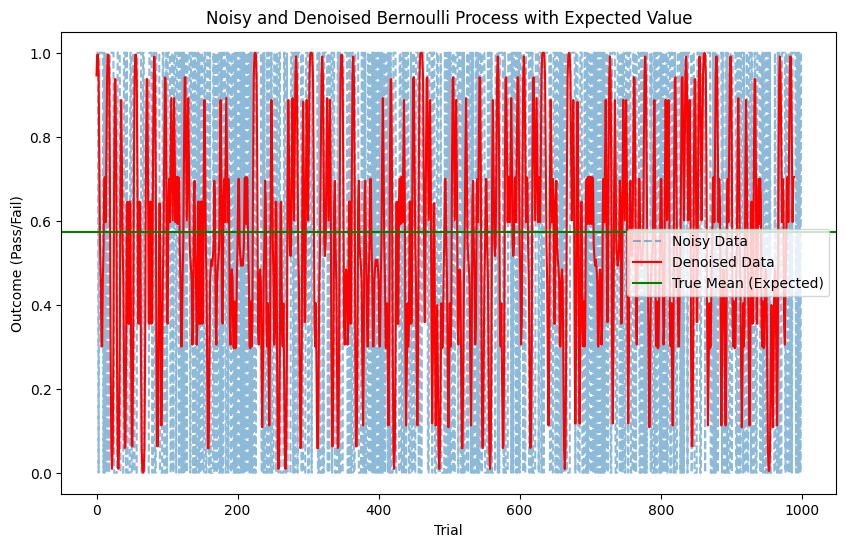 Noisy and Denoised Bernoulli Process with Expected Value
Outcome (Pass/Fail)
1.0
0.8
0.6
0.4
0.2
0.0
Noisy Data
Denoised Data
True Mean (Expected)
0 200 400 600 800 1000
Trial